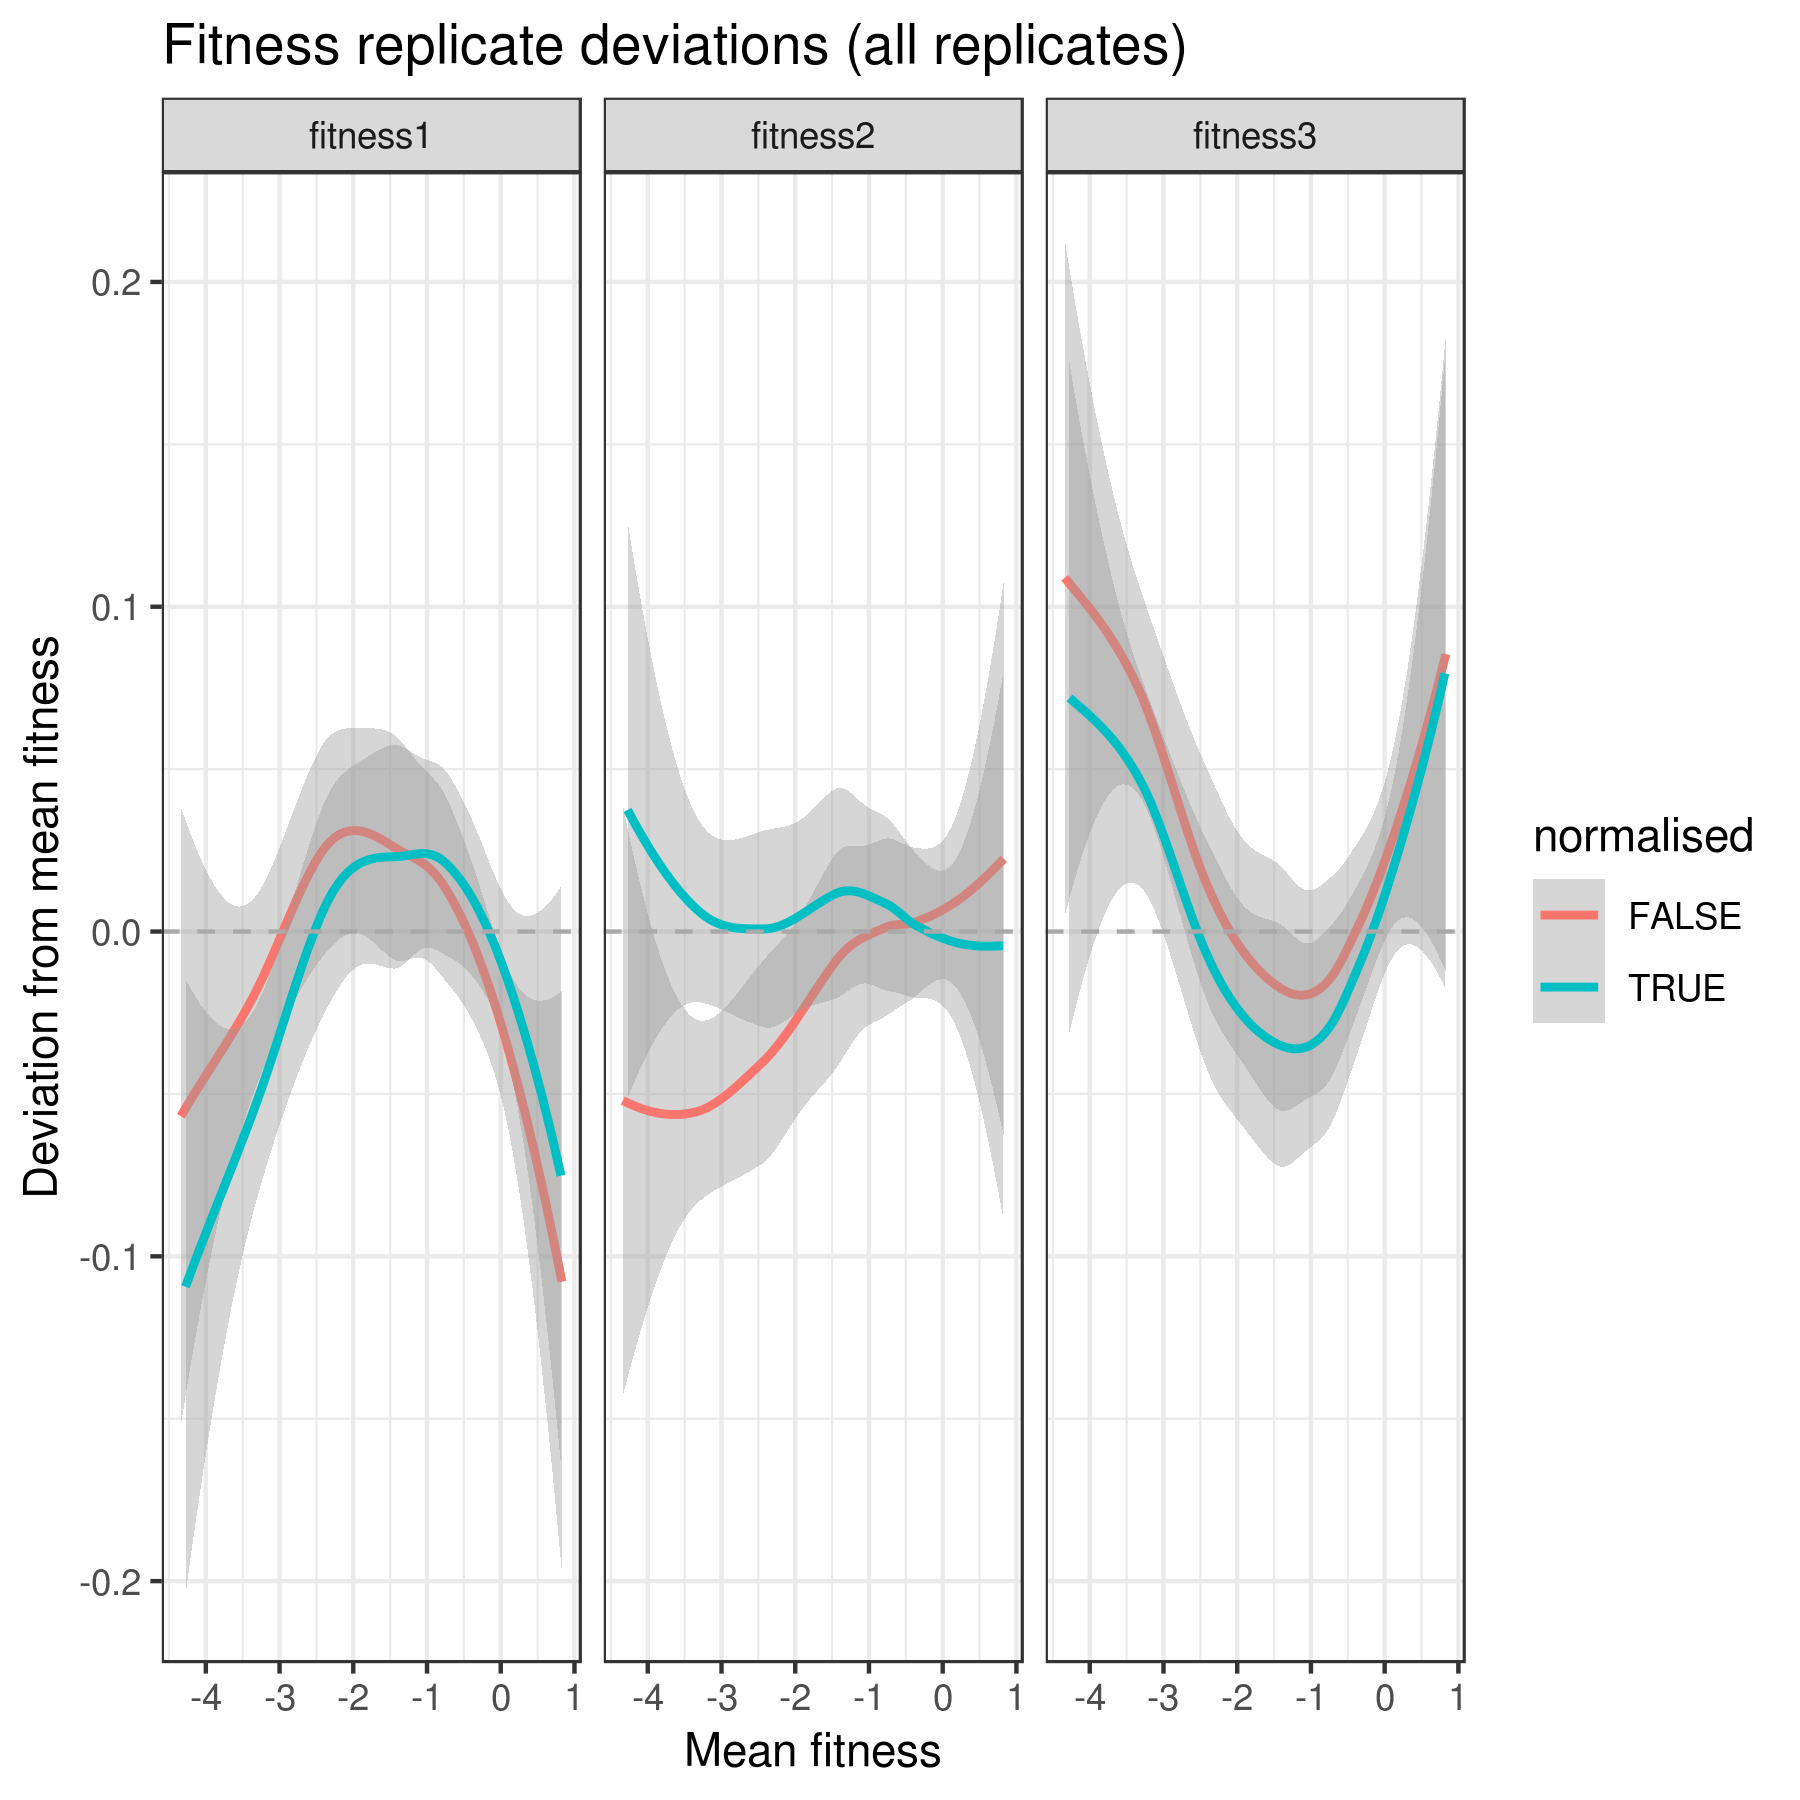 Fitness replicate deviations (all replicates)
fitness1 fitness2 fitness3
0.2
0.1
0.0
-0.1
-0.2
Deviation from mean fitness
-4 -3 -2 -1 0 1 -4 -3 -2 -1 0 1 -4 -3 -2 -1 0 1
Mean fitness
normalised
FALSE
TRUE